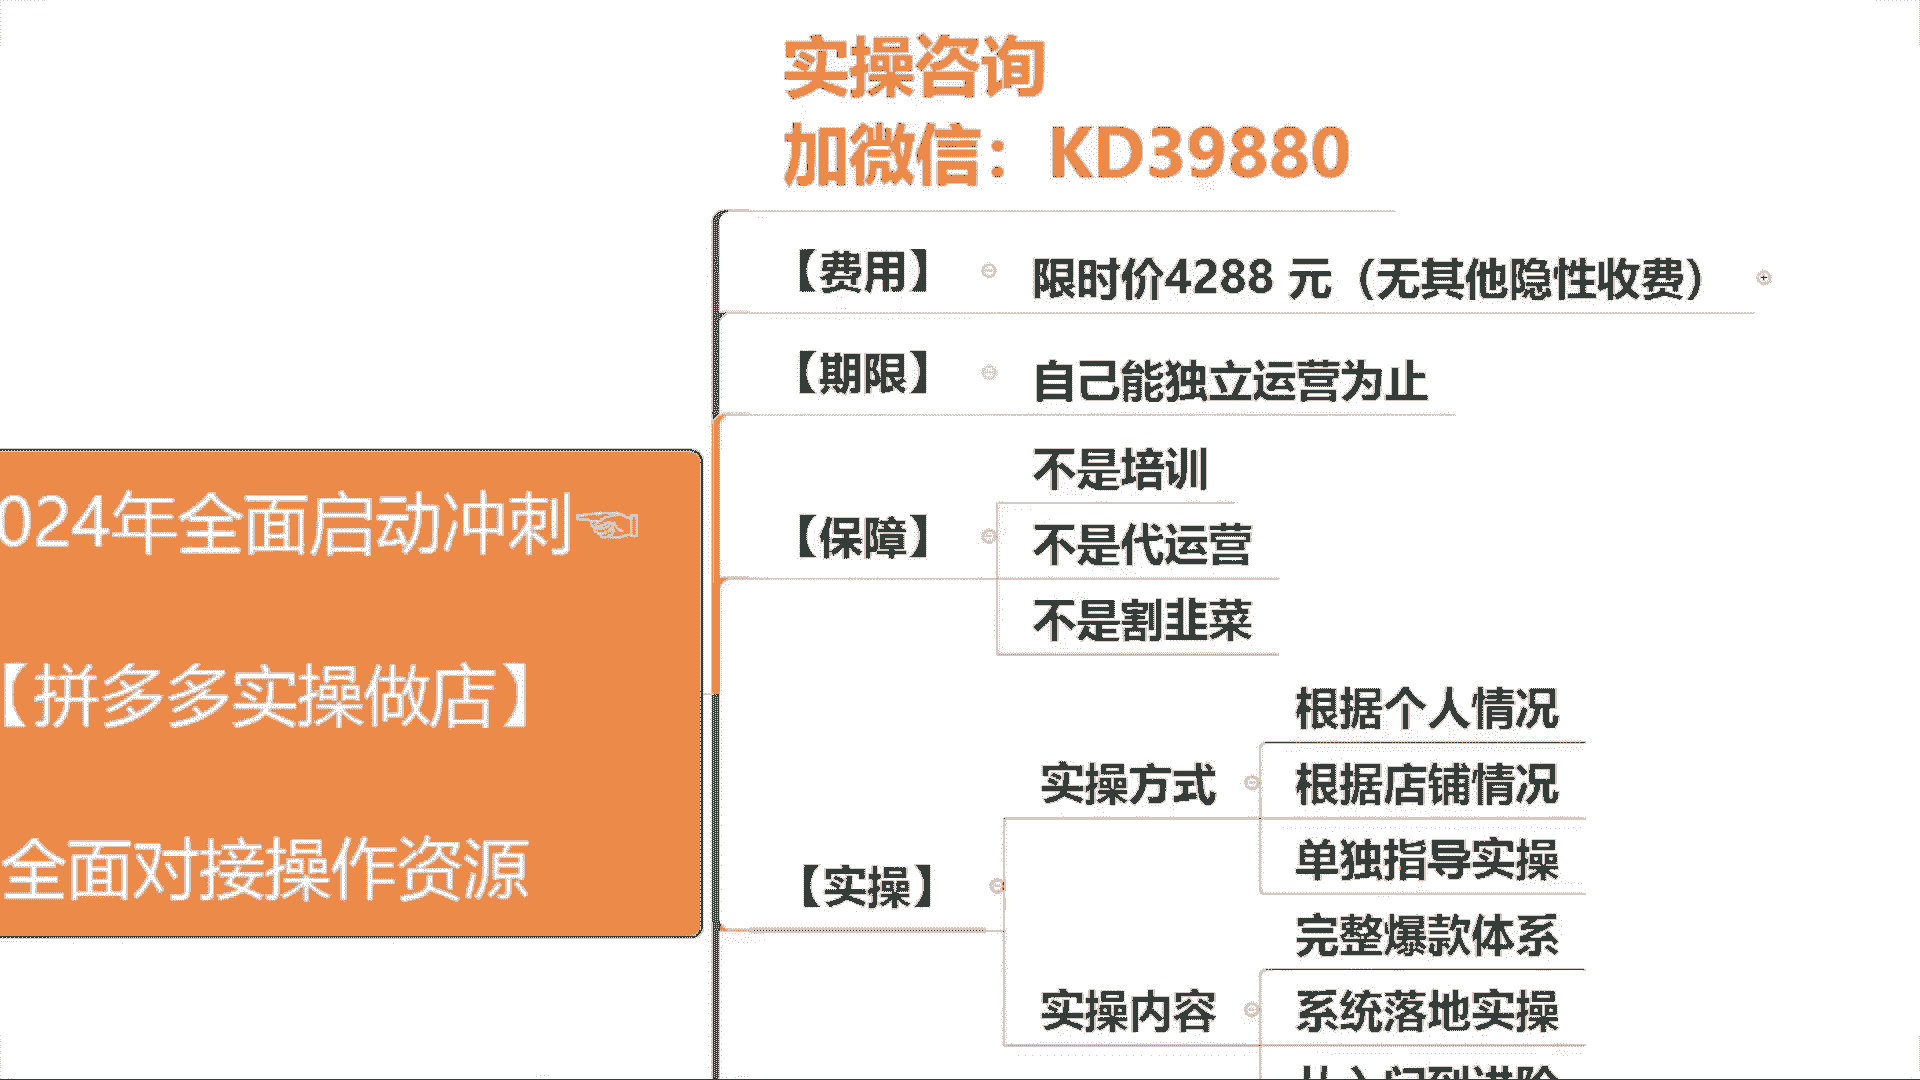 实操咨询
加微信：KD39880
【费用】
限时价4288 元（无其他隐性收费）
【期限】
自己能独立运营为止
【保障】
不是培训
不是代运营
不是割韭菜
024年全面启动冲刺☜
【拼多多实操做店】
全面对接操作资源
【实操】
实操方式
根据个人情况
根据店铺情况
单独指导实操
实操内容
完整爆款体系
系统落地实操
从入门到进阶